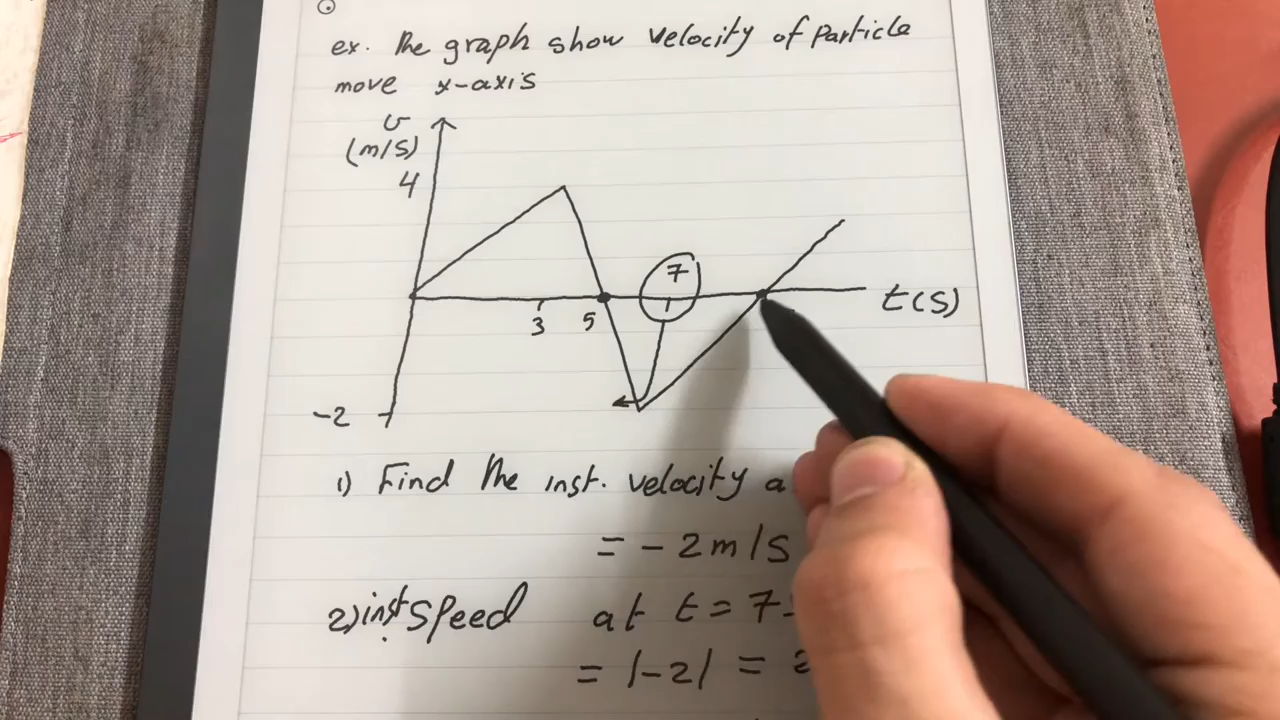 ex. The graph show velocity of particle
move x-axis
v
(m/s)
4
7
3
5
t(s)
-2
1) Find the inst. velocity a
= -2m/s
2) inst speed at t = 7
= |-2| = 2